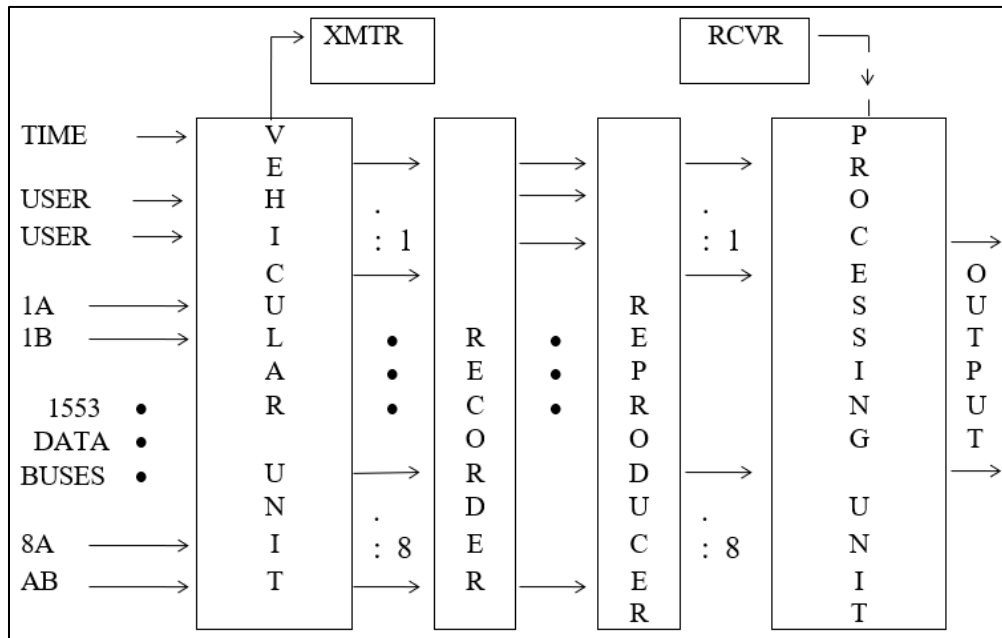 XMTR
RCVR
TIME
USER
USER
1A
1B
1553
DATA
BUSES
8A
AB
VEHICULAR UNIT
: 1
: 8
RECORDER
REPRODUCER
: 1
: 8
PROCESSING UNIT
OUTPUT